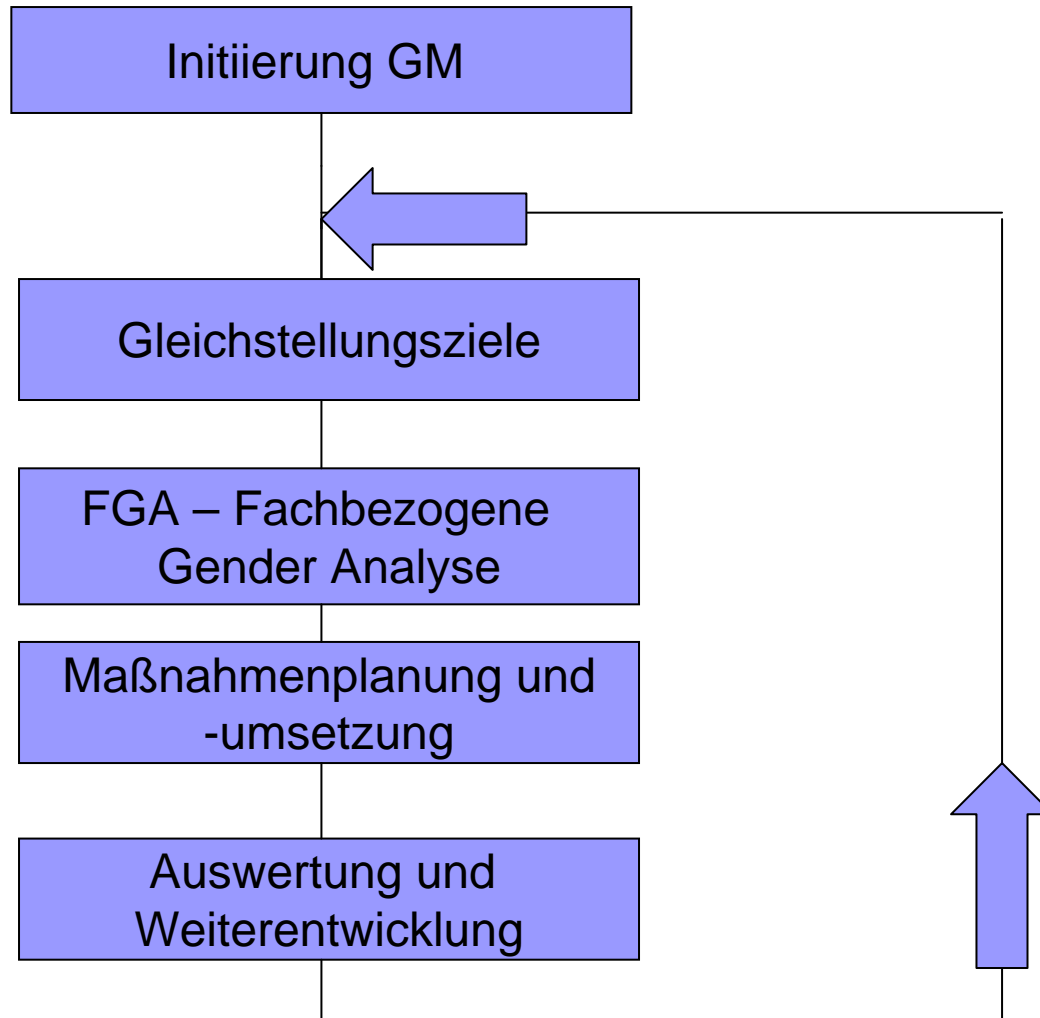 Initiierung GM
Gleichstellungsziele
FGA – Fachbezogene
Gender Analyse
Maßnahmenplanung und
-umsetzung
Auswertung und
Weiterentwicklung